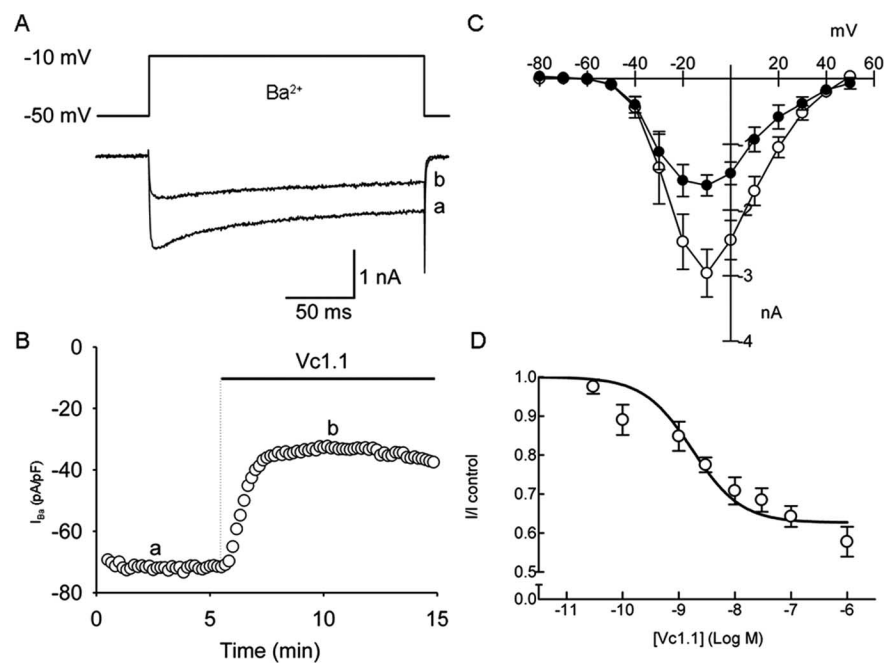 A
-10 mV
Ba²⁺
-50 mV
b
a
1 nA
50 ms
C
mV
-80 -60 -40 -20 0 20 40 60
-1
-2
-3
nA
-4
B
0
-20
-40
-60
-80
Vc1.1
a
b
I_Ba (pA/pF)
0 5 10 15
Time (min)
D
1.0
0.9
0.8
0.7
0.6
0.5
0.0
I/I control
-11 -10 -9 -8 -7 -6
[Vc1.1] (Log M)